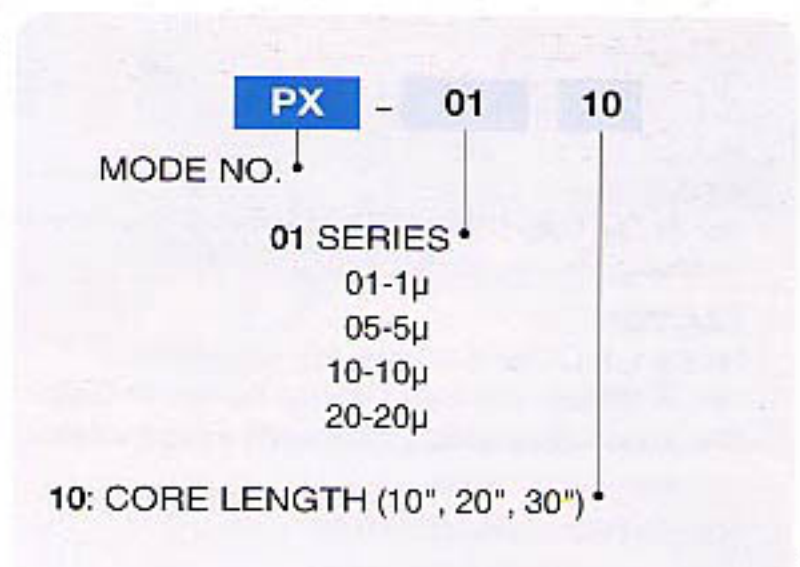 PX – 01 10
MODE NO.
01 SERIES
01-1µ
05-5µ
10-10µ
20-20µ
10: CORE LENGTH (10", 20", 30")